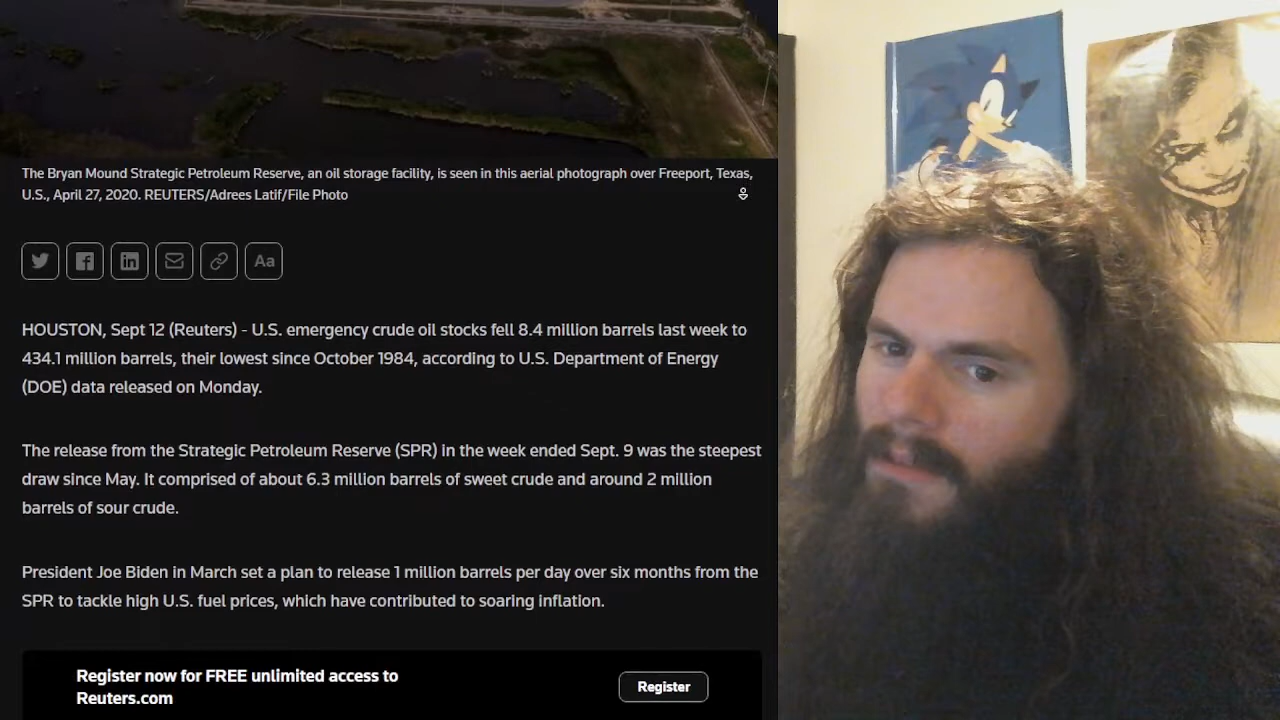 The Bryan Mound Strategic Petroleum Reserve, an oil storage facility, is seen in this aerial photograph over Freeport, Texas,
U.S., April 27, 2020. REUTERS/Adrees Latif/File Photo
Aa
HOUSTON, Sept 12 (Reuters) - U.S. emergency crude oil stocks fell 8.4 million barrels last week to
434.1 million barrels, their lowest since October 1984, according to U.S. Department of Energy
(DOE) data released on Monday.
The release from the Strategic Petroleum Reserve (SPR) in the week ended Sept. 9 was the steepest
draw since May. It comprised of about 6.3 million barrels of sweet crude and around 2 million
barrels of sour crude.
President Joe Biden in March set a plan to release 1 million barrels per day over six months from the
SPR to tackle high U.S. fuel prices, which have contributed to soaring inflation.
Register now for FREE unlimited access to
Reuters.com
Register